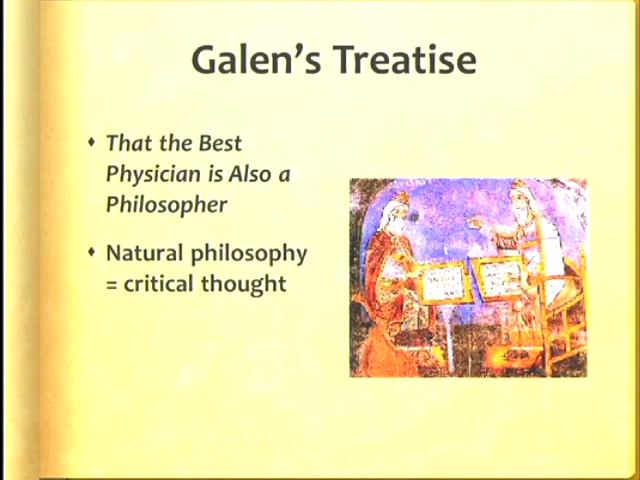 Galen's Treatise
⬧ That the Best
Physician is Also a
Philosopher
⬧ Natural philosophy
= critical thought